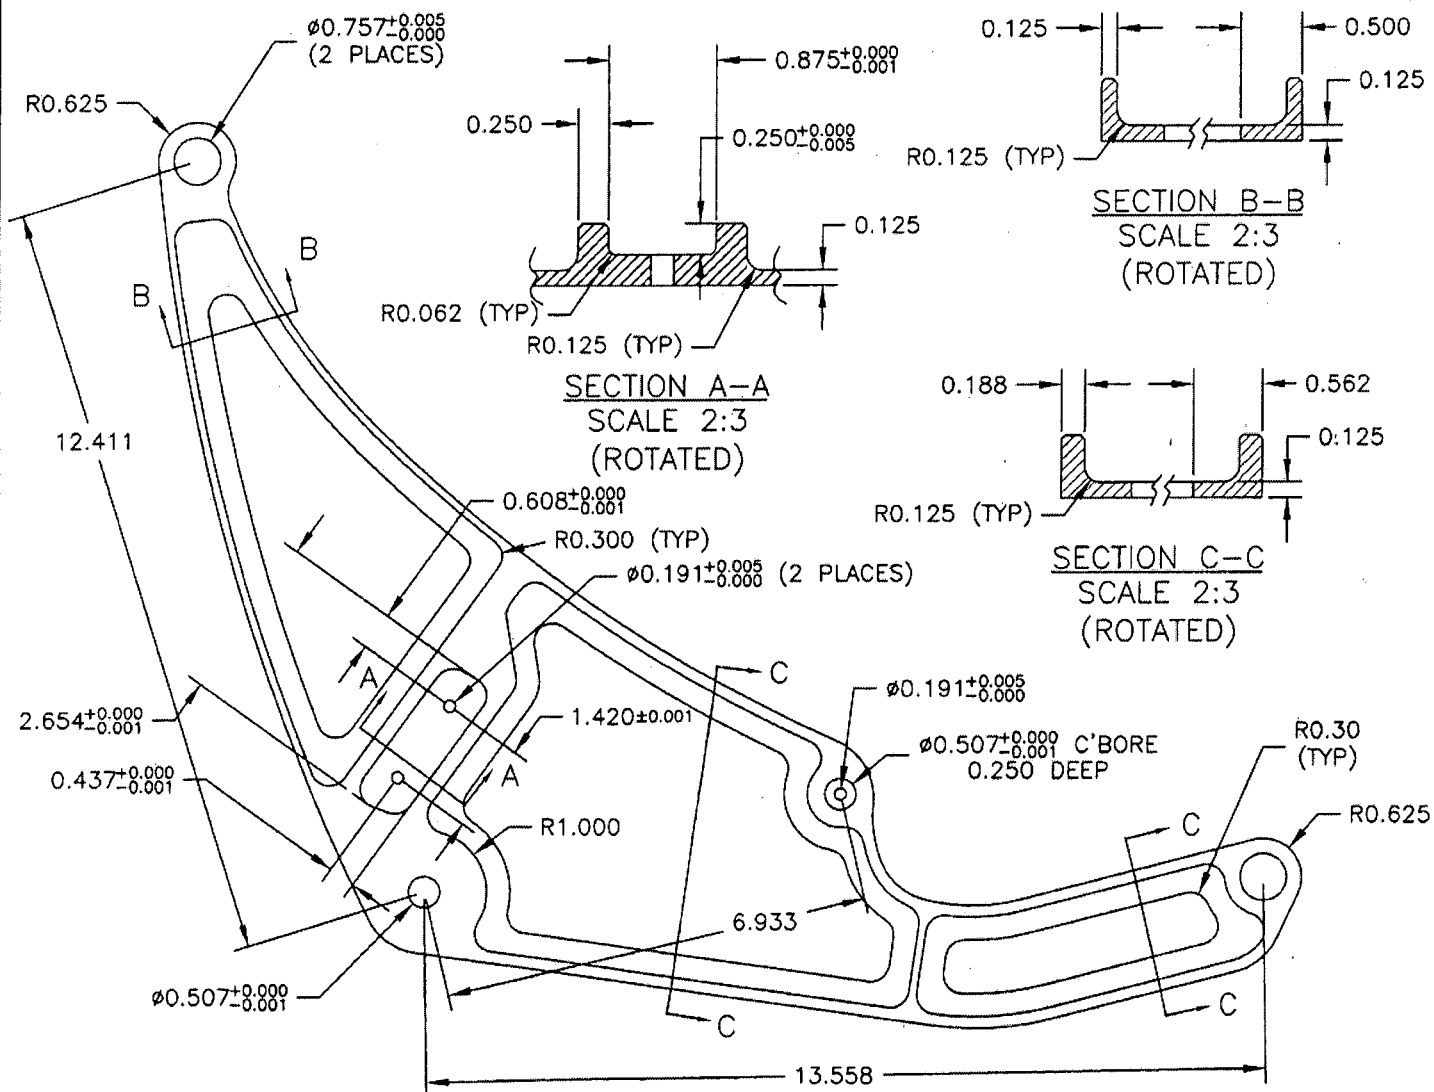 ø0.757+0.005 -0.000
(2 PLACES)
R0.625
0.250
0.875+0.000 -0.001
0.250+0.000 -0.005
0.125
R0.062 (TYP)
R0.125 (TYP)
SECTION A-A
SCALE 2:3
(ROTATED)
0.125
0.500
0.125
R0.125 (TYP)
SECTION B-B
SCALE 2:3
(ROTATED)
0.188
0.562
0.125
R0.125 (TYP)
SECTION C-C
SCALE 2:3
(ROTATED)
B
B
12.411
0.608+0.000 -0.001
R0.300 (TYP)
ø0.191+0.005 -0.000 (2 PLACES)
A
C
2.654+0.000 -0.001
1.420±0.001
ø0.191+0.005 -0.000
0.437+0.000 -0.001
A
ø0.507+0.000 -0.001 C'BORE
0.250 DEEP
R0.30
(TYP)
R1.000
C
R0.625
6.933
ø0.507+0.000 -0.001
C
C
13.558